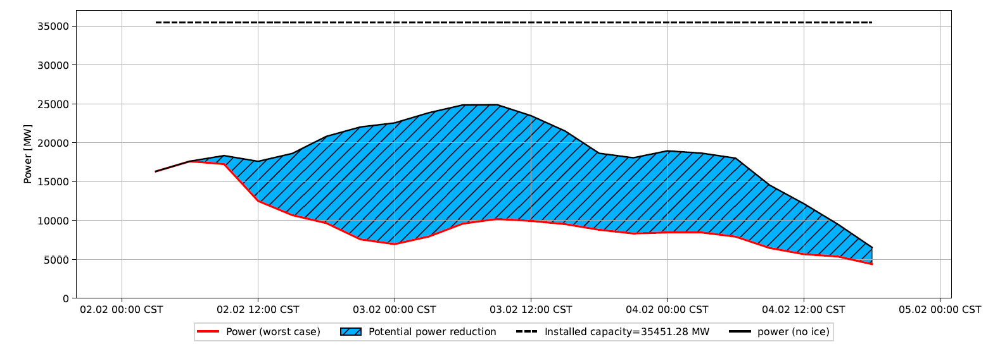 35000
30000
25000
20000
15000
10000
5000
0
Power [MW]
02.02 00:00 CST 02.02 12:00 CST 03.02 00:00 CST 03.02 12:00 CST 04.02 00:00 CST 04.02 12:00 CST 05.02 00:00 CST
Power (worst case) Potential power reduction Installed capacity=35451.28 MW power (no ice)